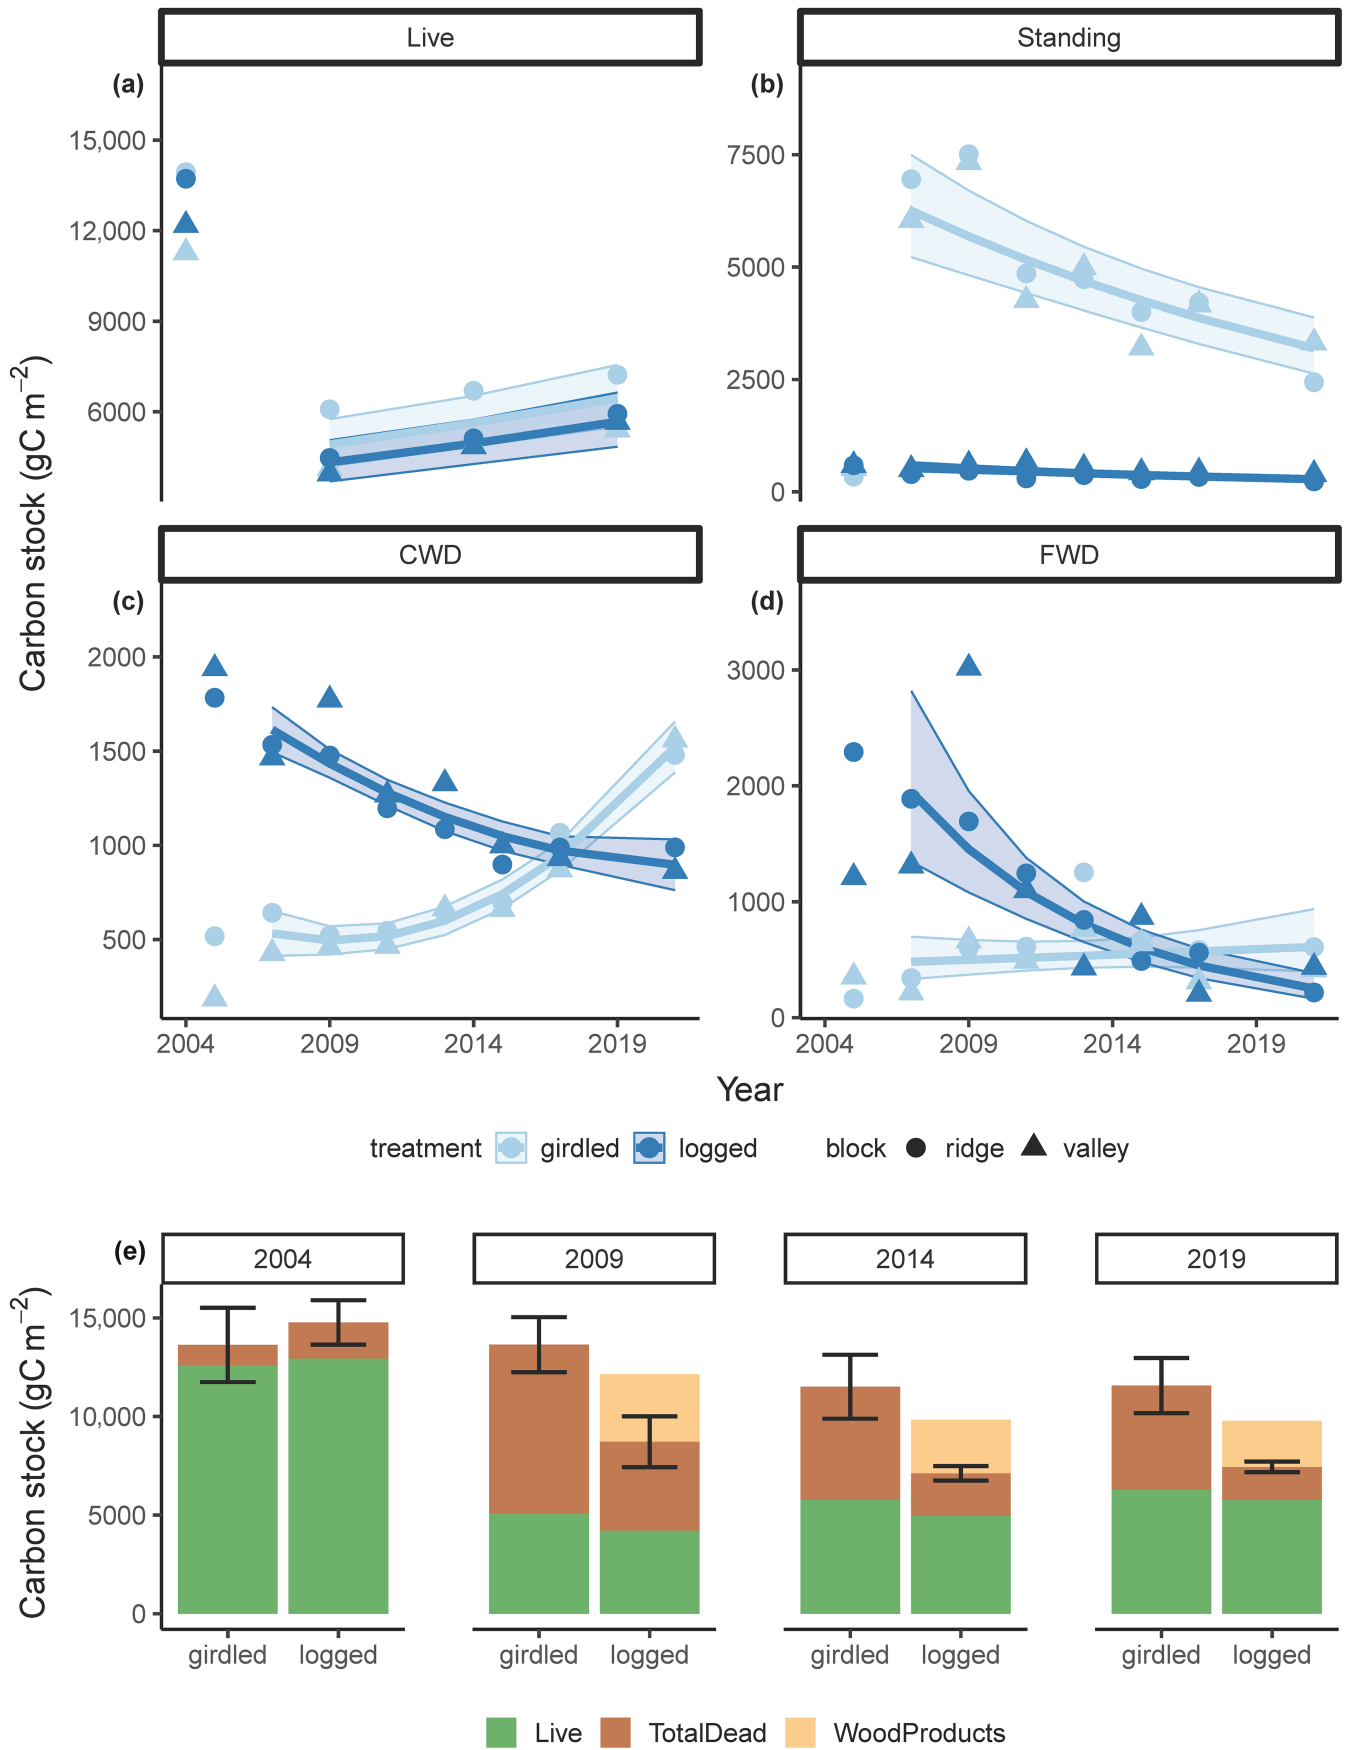 Live
Standing
(a)
(b)
15,000
12,000
9000
6000
7500
5000
2500
0
CWD
FWD
(c)
(d)
2000
1500
1000
500
3000
2000
1000
0
2004
2009
2014
2019
2004
2009
2014
2019
Carbon stock (gC m−2)
Year
treatment girdled logged block ridge valley
(e)
2004
2009
2014
2019
15,000
10,000
5000
0
Carbon stock (gC m−2)
girdled logged
girdled logged
girdled logged
girdled logged
Live TotalDead WoodProducts